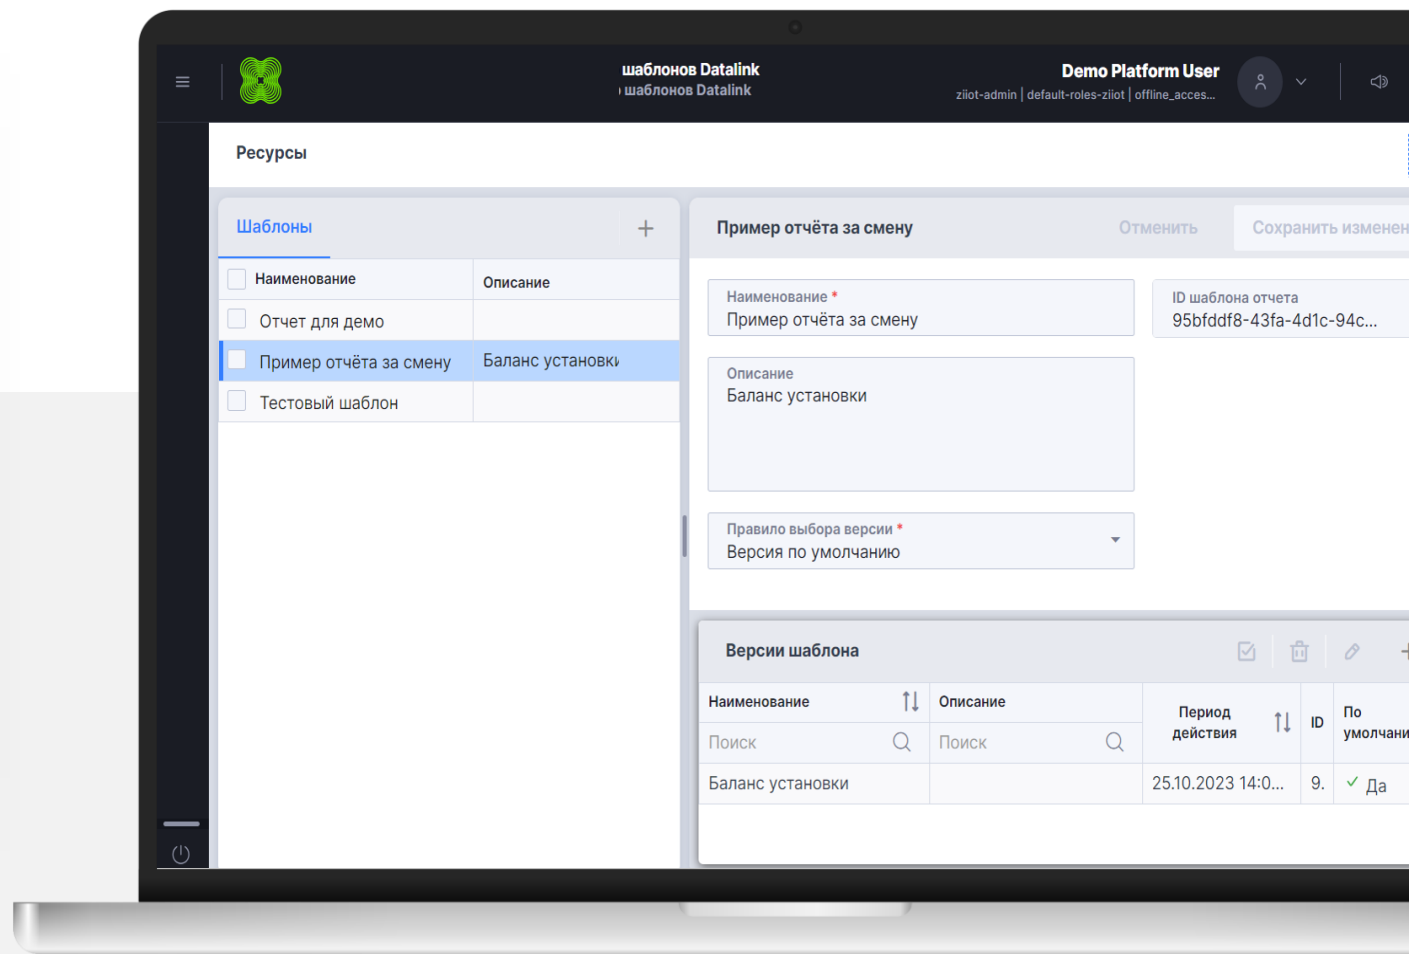 шаблонов Datalink
шаблонов Datalink
Demo Platform User
ziiot-admin | default-roles-ziiot | offline_acces...
Ресурсы
Шаблоны
Наименование
Описание
Отчет для демо
Пример отчёта за смену
Баланс установки
Тестовый шаблон
Пример отчёта за смену
Отменить
Сохранить изменен
Наименование *
Пример отчёта за смену
ID шаблона отчета
95bfddf8-43fa-4d1c-94c...
Описание
Баланс установки
Правило выбора версии *
Версия по умолчанию
Версии шаблона
Наименование
Описание
Период
действия
ID
По
умолчани
Поиск
Поиск
Баланс установки
25.10.2023 14:0...
9.
Да